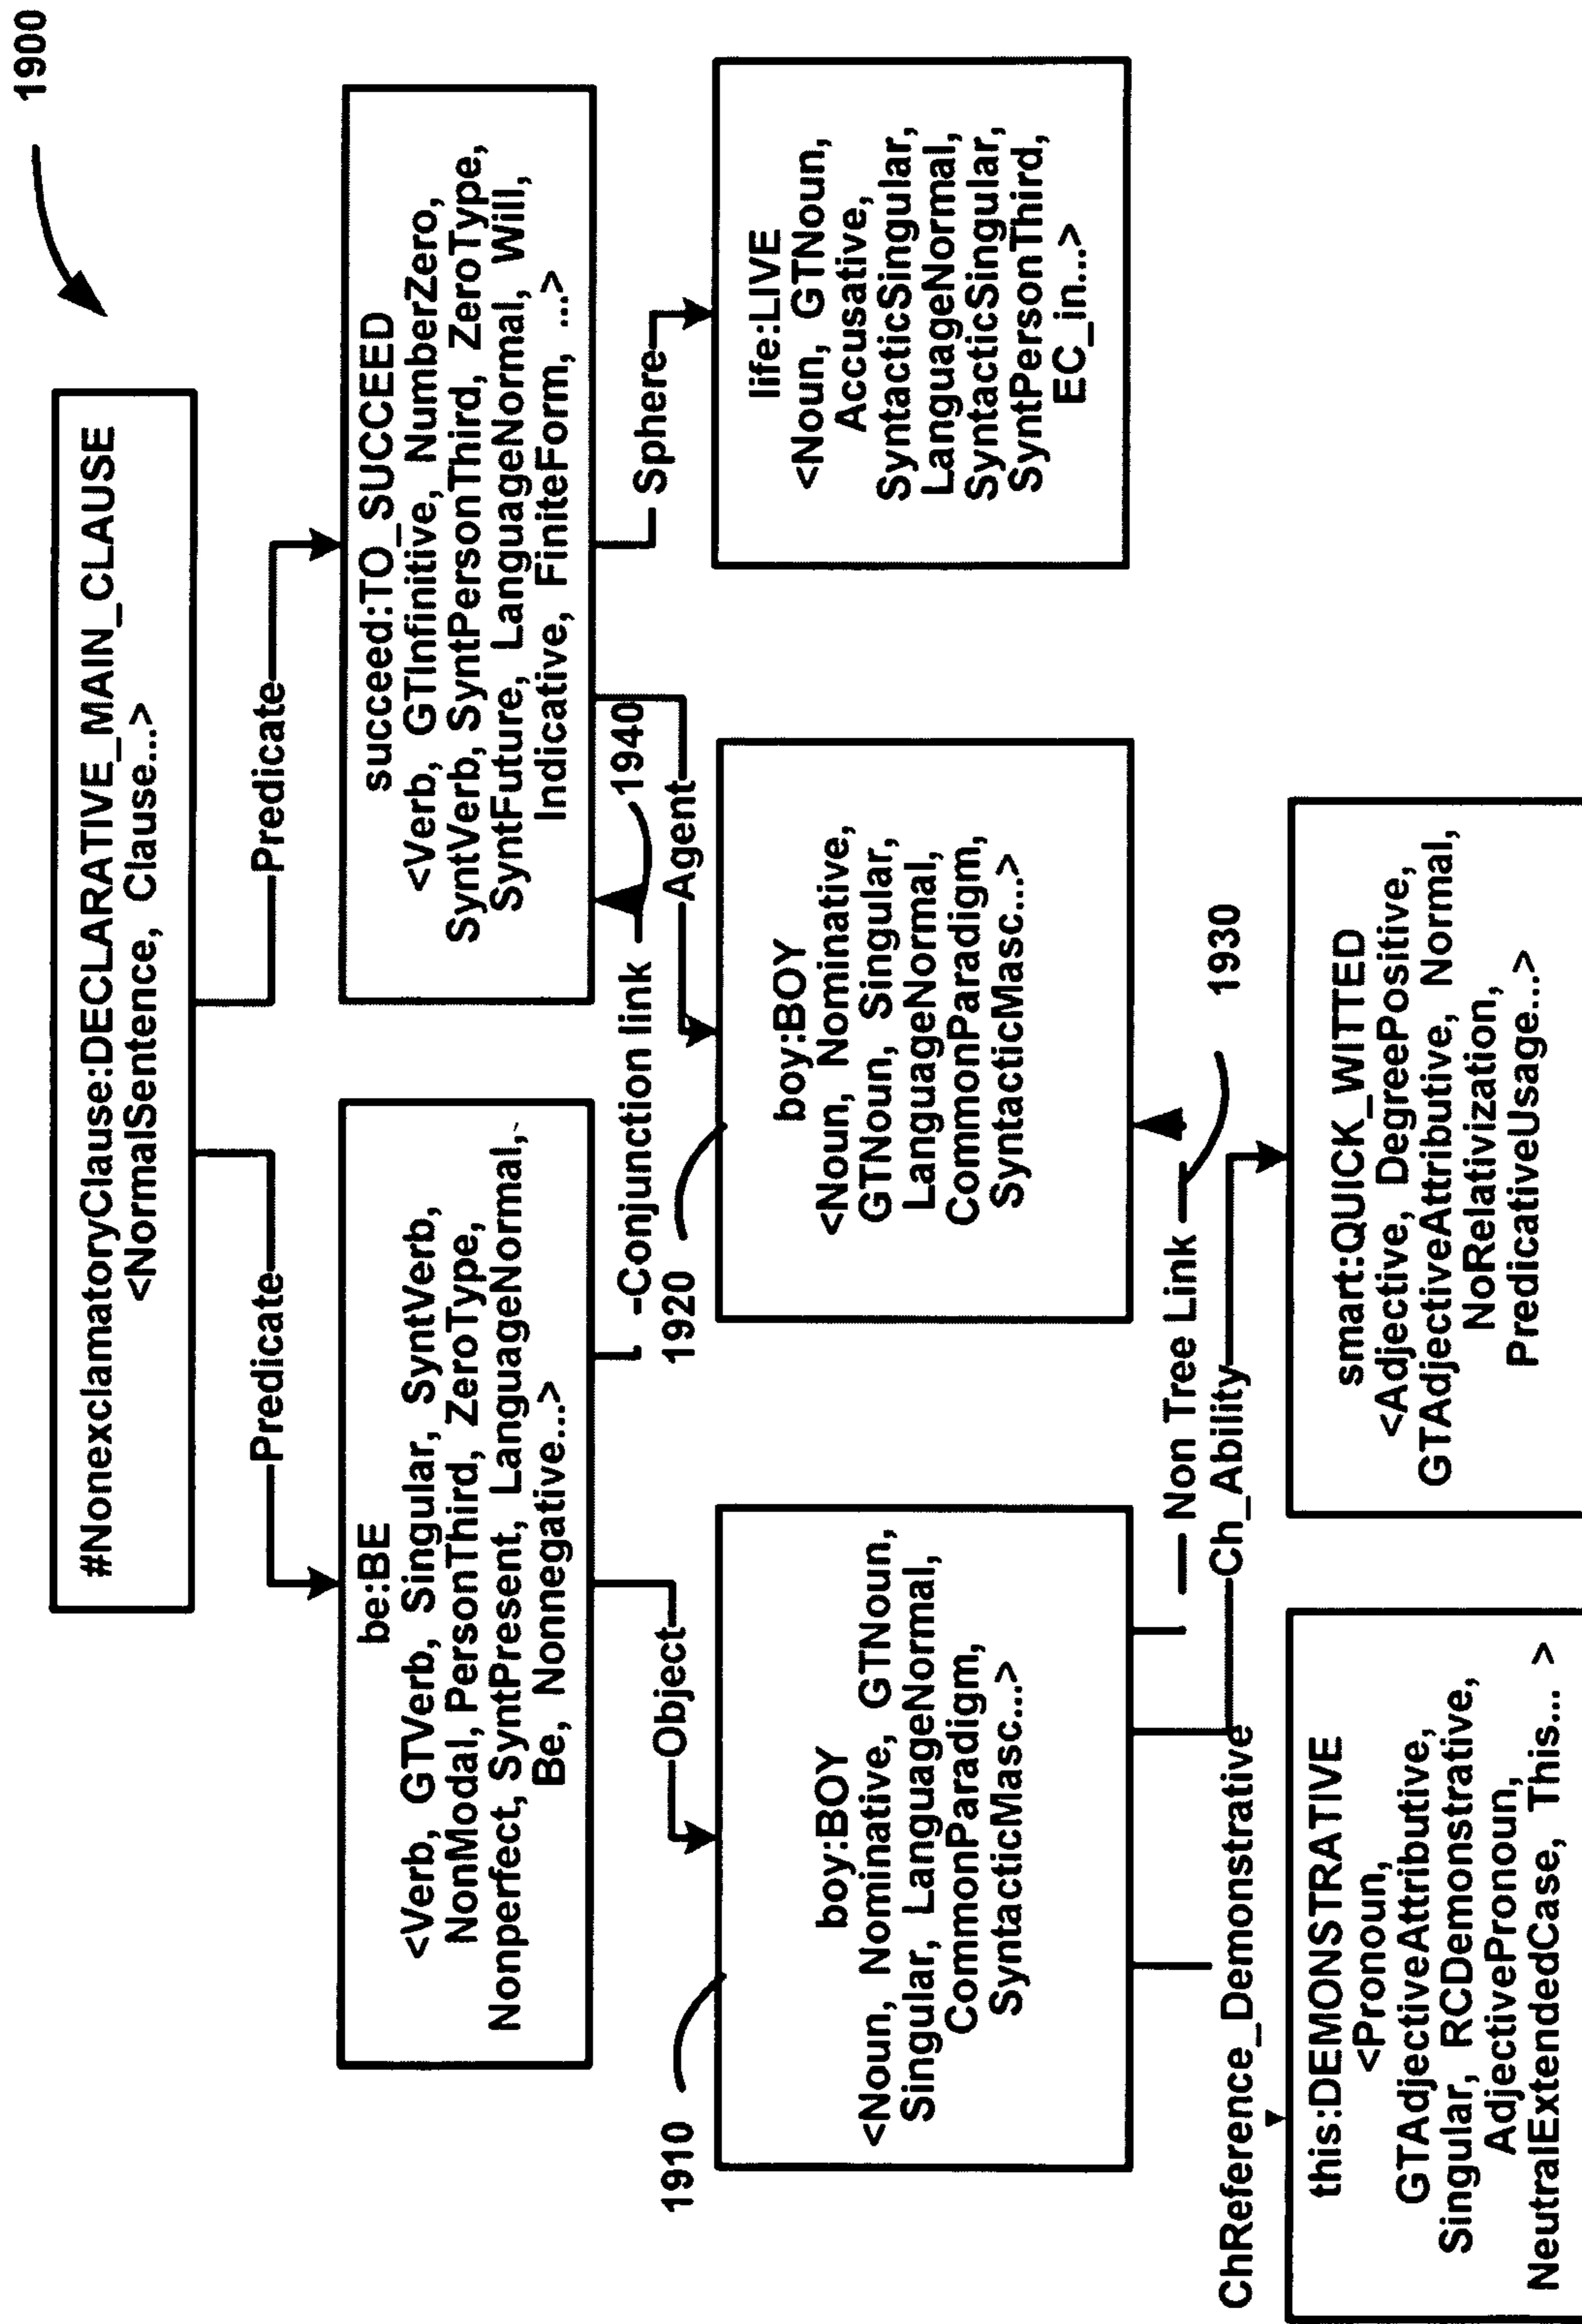 1900
#NonexclamatoryClause:DECLARATIVE_MAIN_CLAUSE
<NormalSentence, Clause...>
Predicate
Predicate
be:BE
<Verb, GTVerb, Singular, SyntVerb,
NonModal, PersonThird, ZeroType,
Nonperfect, SyntPresent, LanguageNormal,
Be, Nonnegative...>
succeed:TO_SUCCEED
<Verb, GTInfinitive, NumberZero,
SyntVerb, SyntPersonThird, ZeroType,
SyntFuture, LanguageNormal, Will,
Indicative, FiniteForm, ...>
Object
Conjunction link
1940
Agent
Sphere
1910
1920
boy:BOY
<Noun, Nominative, GTNoun,
Singular, LanguageNormal,
CommonParadigm,
SyntacticMasc...>
boy:BOY
<Noun, Nominative,
GTNoun, Singular,
LanguageNormal,
CommonParadigm,
SyntacticMasc...>
life:LIVE
<Noun, GTNoun,
Accusative,
SyntacticSingular,
LanguageNormal,
SyntacticSingular,
SyntPersonThird,
EC_in...>
Non Tree Link
1930
ChReference_Demonstrative
Ch_Ability
this:DEMONSTRATIVE
<Pronoun,
GTAdjectiveAttributive,
Singular, RCDemonstrative,
AdjectivePronoun,
NeutralExtendedCase, This... >
smart:QUICK_WITTED
<Adjective, DegreePositive,
GTAdjectiveAttributive, Normal,
NoRelativization,
PredicativeUsage...>